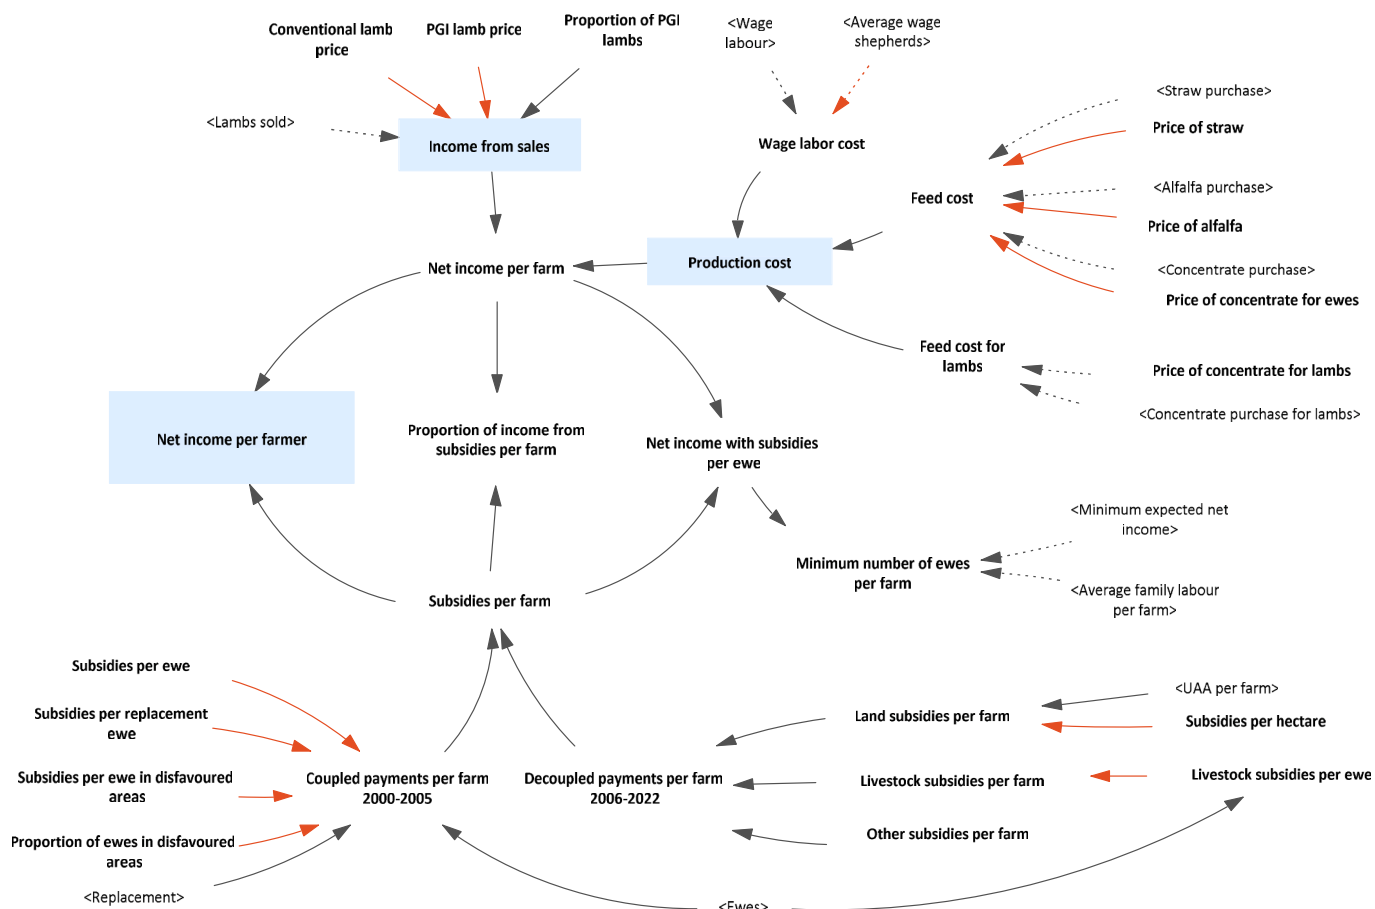 Conventional lamb
price
PGI lamb price
Proportion of PGI
lambs
<Wage
labour>
<Average wage
shepherds>
<Lambs sold>
Income from sales
Wage labor cost
<Straw purchase>
Price of straw
Feed cost
<Alfalfa purchase>
Price of alfalfa
Net income per farm
Production cost
<Concentrate purchase>
Price of concentrate for ewes
Feed cost for
lambs
Price of concentrate for lambs
<Concentrate purchase for lambs>
Net income per farmer
Proportion of income from
subsidies per farm
Net income with subsidies
per ewe
<Minimum expected net
income>
Minimum number of ewes
per farm
<Average family labour
per farm>
Subsidies per farm
Subsidies per ewe
Subsidies per replacement
ewe
Subsidies per ewe in disfavoured
areas
Proportion of ewes in disfavoured
areas
<Replacement>
Coupled payments per farm
2000-2005
Decoupled payments per farm
2006-2022
Land subsidies per farm
<UAA per farm>
Subsidies per hectare
Livestock subsidies per farm
Livestock subsidies per ewe
Other subsidies per farm
<Ewes>